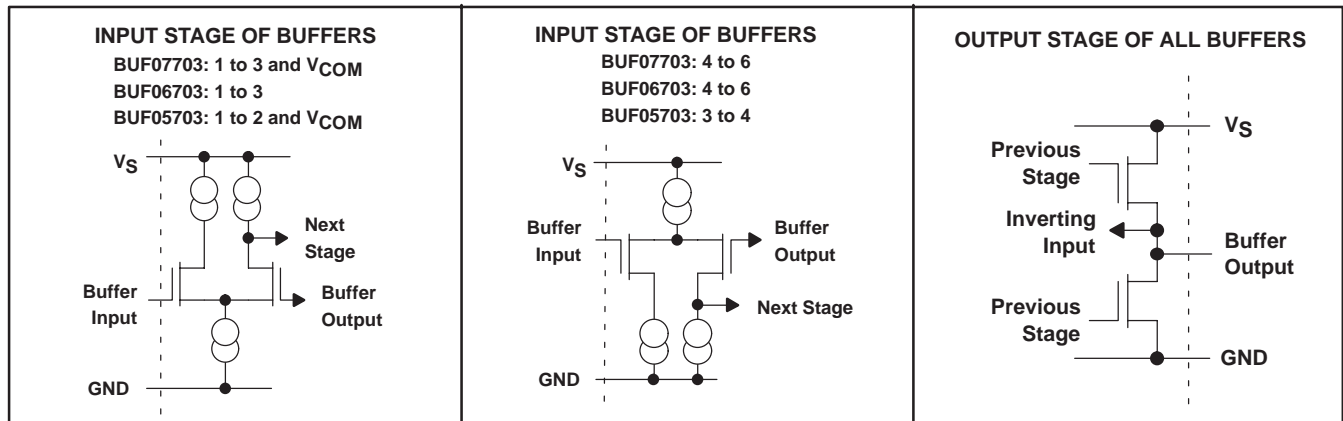 INPUT STAGE OF BUFFERS
BUF07703: 1 to 3 and VCOM
BUF06703: 1 to 3
BUF05703: 1 to 2 and VCOM
VS
Next
Stage
Buffer
Input
Buffer
Output
GND
INPUT STAGE OF BUFFERS
BUF07703: 4 to 6
BUF06703: 4 to 6
BUF05703: 3 to 4
VS
Buffer
Input
Buffer
Output
Next Stage
GND
OUTPUT STAGE OF ALL BUFFERS
VS
Previous
Stage
Inverting
Input
Buffer
Output
Previous
Stage
GND